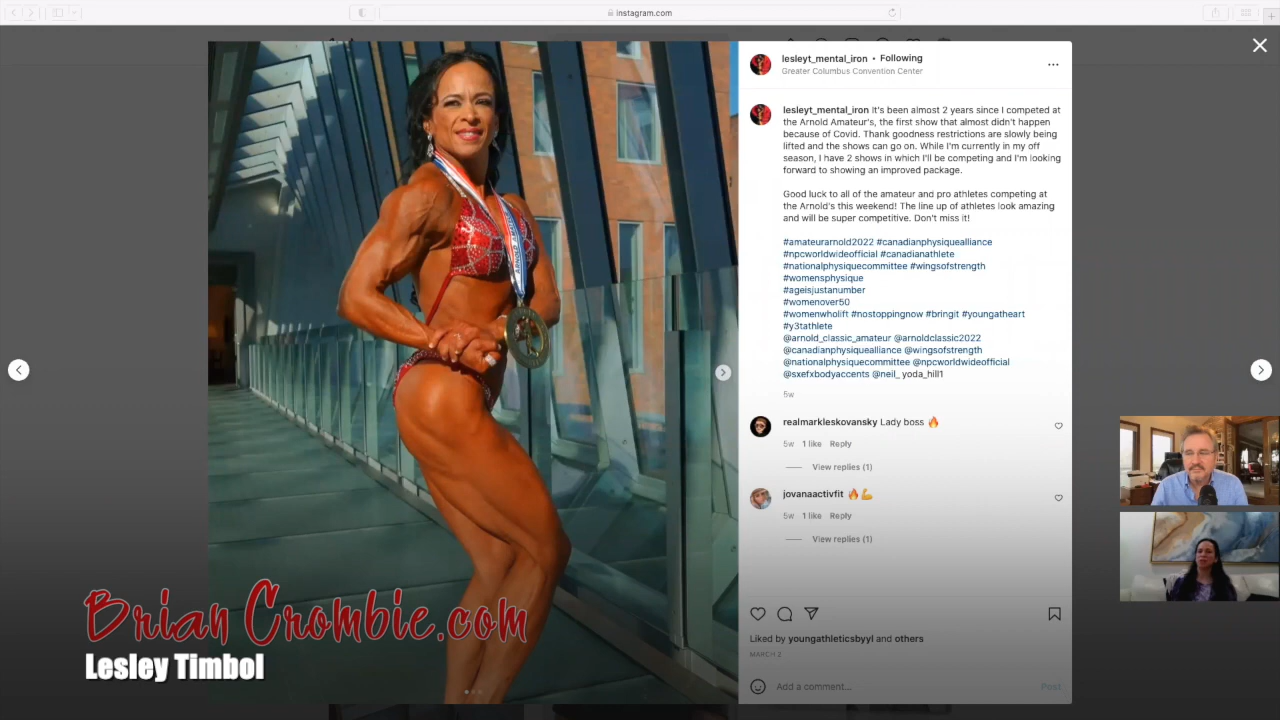 instagram.com
lesleyt_mental_iron • Following
Greater Columbus Convention Center
lesleyt_mental_iron It's been almost 2 years since I competed at
the Arnold Amateur's, the first show that almost didn't happen
because of Covid. Thank goodness restrictions are slowly being
lifted and the shows can go on. While I'm currently in my off
season, I have 2 shows in which I'll be competing and I'm looking
forward to showing an improved package.
Good luck to all of the amateur and pro athletes competing at
the Arnold's this weekend! The line up of athletes look amazing
and will be super competitive. Don't miss it!
#amateurarnold2022 #canadianphysiquealliance
#npcworldwideofficial #canadianathlete
#nationalphysiquecommittee #wingsofstrength
#womensphysique
#ageisjustanumber
#womenover50
#womenwholift #nostoppingnow #bringit #youngatheart
#y3tathlete
@arnold_classic_amateur @arnoldclassic2022
@canadianphysiquealliance @wingsofstrength
@nationalphysiquecommittee @npcworldwideofficial
@sxefxbodyaccents @neil_ yoda_hill1
5w
realmarkleskovansky Lady boss 🔥
5w 1 like Reply
View replies (1)
jovanaactivfit 🔥💪
5w 1 like Reply
View replies (1)
Liked by youngathleticsbyyl and others
MARCH 2
Add a comment...
Post
Brian Crombie.com
Lesley Timbol